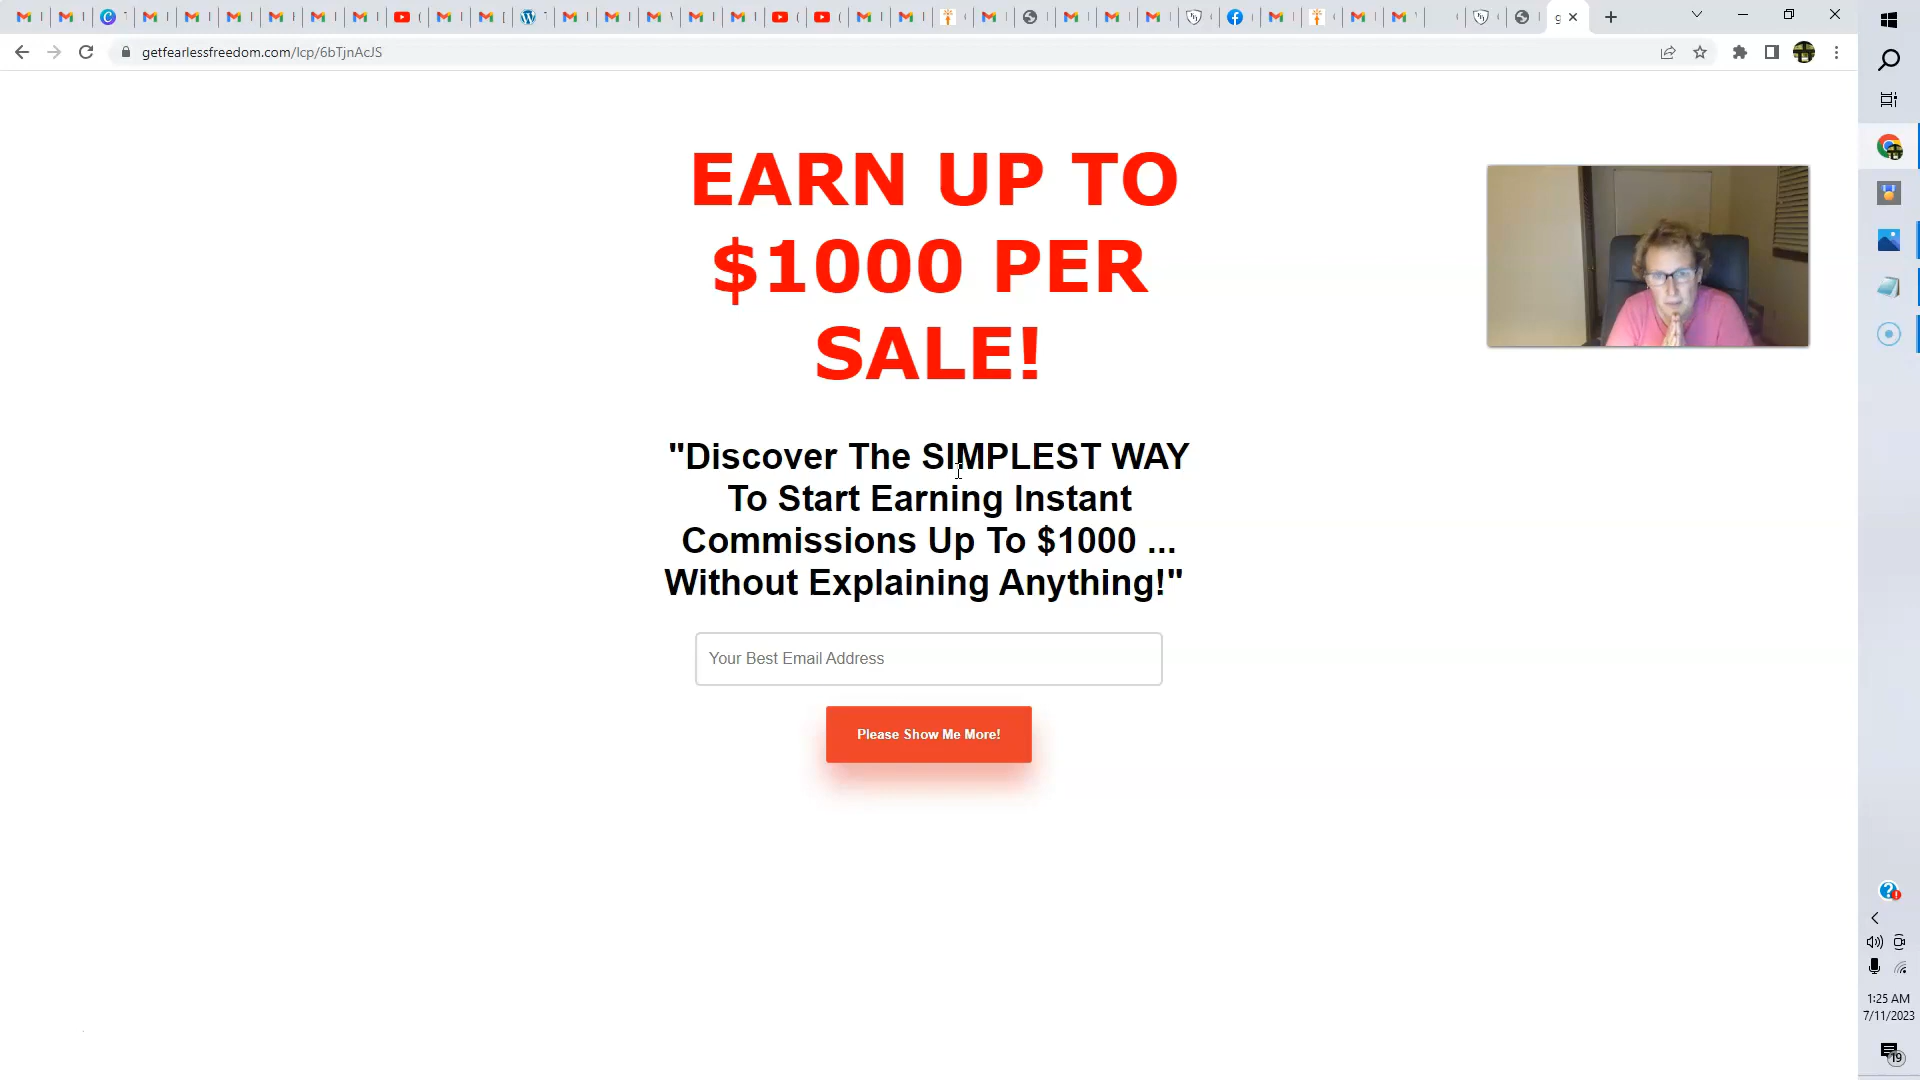 getfearlessfreedom.com/lcp/6bTjnAcJS
EARN UP TO
$1000 PER
SALE!
"Discover The SIMPLEST WAY
To Start Earning Instant
Commissions Up To $1000 ...
Without Explaining Anything!"
Your Best Email Address
Please Show Me More!
1:25 AM
7/11/2023
19